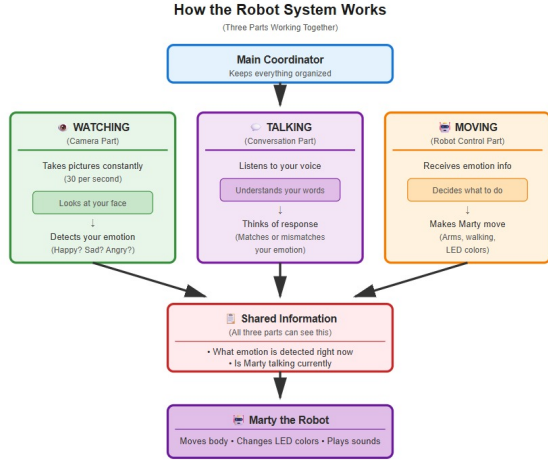 How the Robot System Works
(Three Parts Working Together)
Main Coordinator
Keeps everything organized
WATCHING
(Camera Part)
Takes pictures constantly
(30 per second)
Looks at your face
↓
Detects your emotion
(Happy? Sad? Angry?)
TALKING
(Conversation Part)
Listens to your voice
Understands your words
↓
Thinks of response
(Matches or mismatches
your emotion)
MOVING
(Robot Control Part)
Receives emotion info
Decides what to do
↓
Makes Marty move
(Arms, walking,
LED colors)
Shared Information
(All three parts can see this)
• What emotion is detected right now
• Is Marty talking currently
Marty the Robot
Moves body • Changes LED colors • Plays sounds